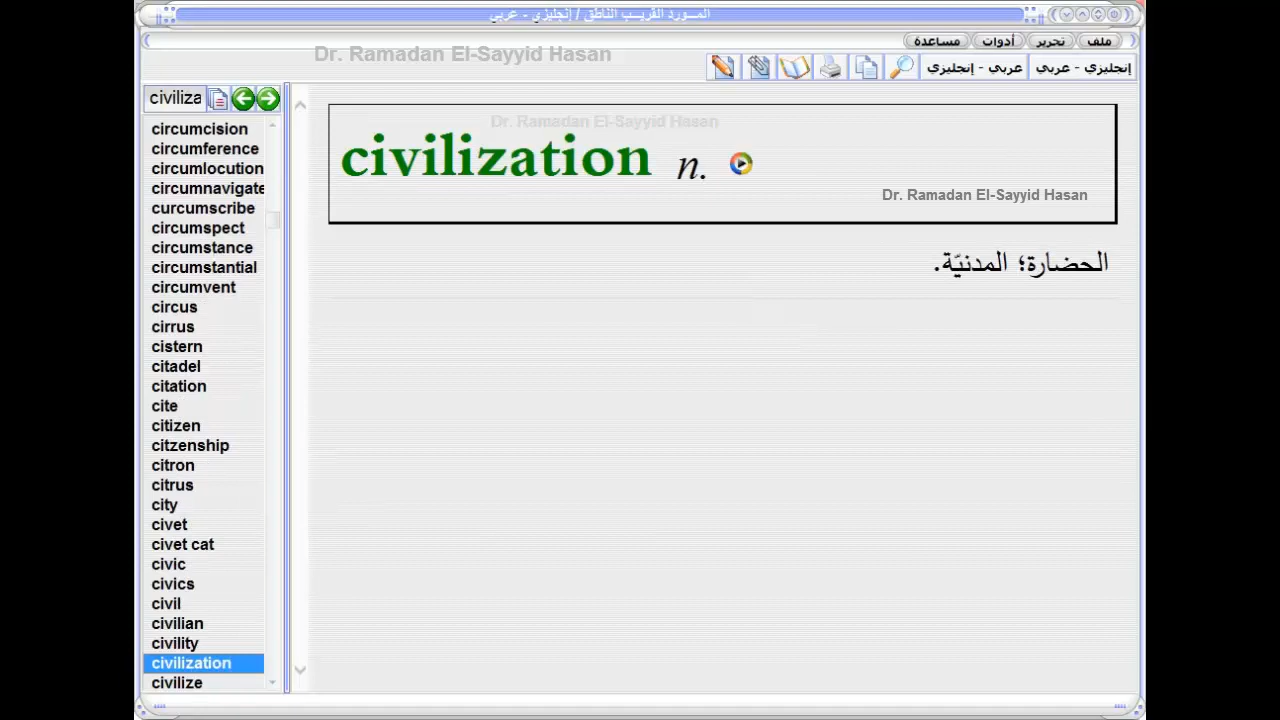 المـــورد القريـــب الناطق / إنجليزي - عربي
ملف تحرير أدوات مساعدة
Dr. Ramadan El-Sayyid Hasan
إنجليزي - عربي عربي - إنجليزي
civiliza
circumcision
circumference
circumlocution
circumnavigate
curcumscribe
circumspect
circumstance
circumstantial
circumvent
circus
cirrus
cistern
citadel
citation
cite
citizen
citzenship
citron
citrus
city
civet
civet cat
civic
civics
civil
civilian
civility
civilization
civilize
Dr. Ramadan El-Sayyid Hasan
civilization n.
Dr. Ramadan El-Sayyid Hasan
الحضارة؛ المدنيّة.